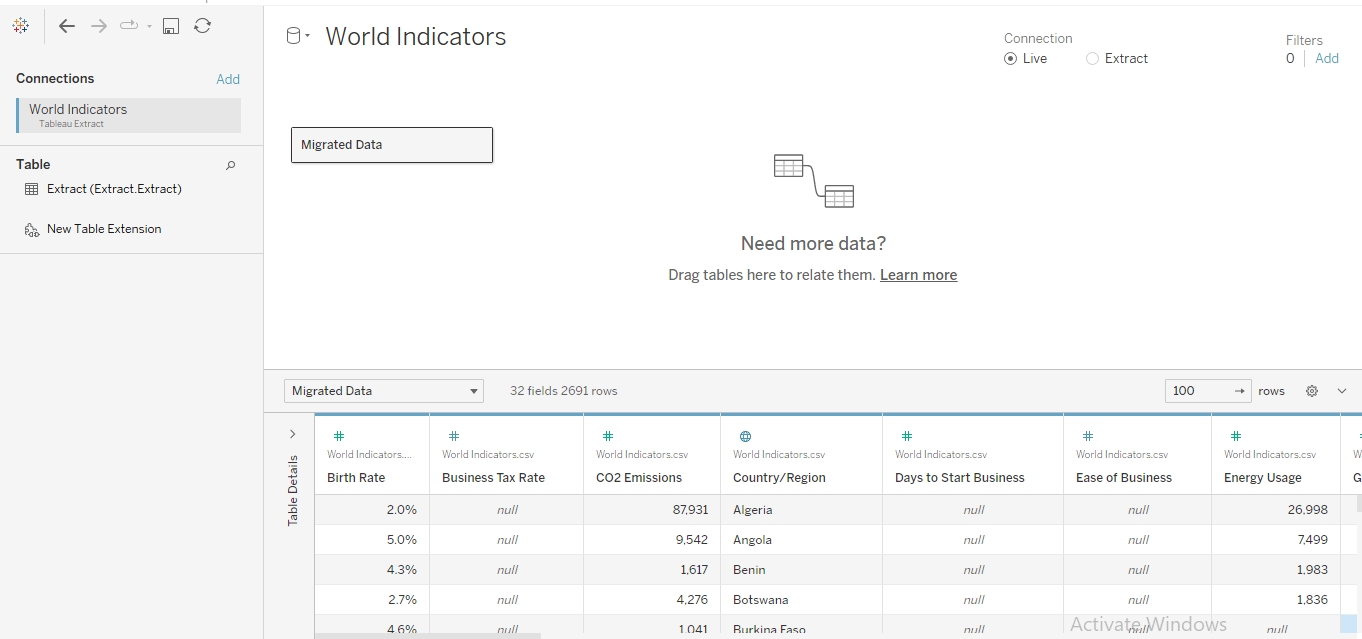 World Indicators
Connection
Live
Extract
Filters
0
Add
Connections
Add
World Indicators
Tableau Extract
Table
Extract (Extract.Extract)
New Table Extension
Migrated Data
Need more data?
Drag tables here to relate them. Learn more
Migrated Data
32 fields 2691 rows
100
rows
Table Details
World Indicators.... World Indicators.csv World Indicators.csv World Indicators.csv World Indicators.csv World Indicators.csv World Indicators.csv W
Birth Rate Business Tax Rate CO2 Emissions Country/Region Days to Start Business Ease of Business Energy Usage G
2.0% null 87,931 Algeria null null 26,998
5.0% null 9,542 Angola null null 7,499
4.3% null 1,617 Benin null null 1,983
2.7% null 4,276 Botswana null null 1,836
4.6% null 1,041 Burkina Faso null null null
Activate Windows